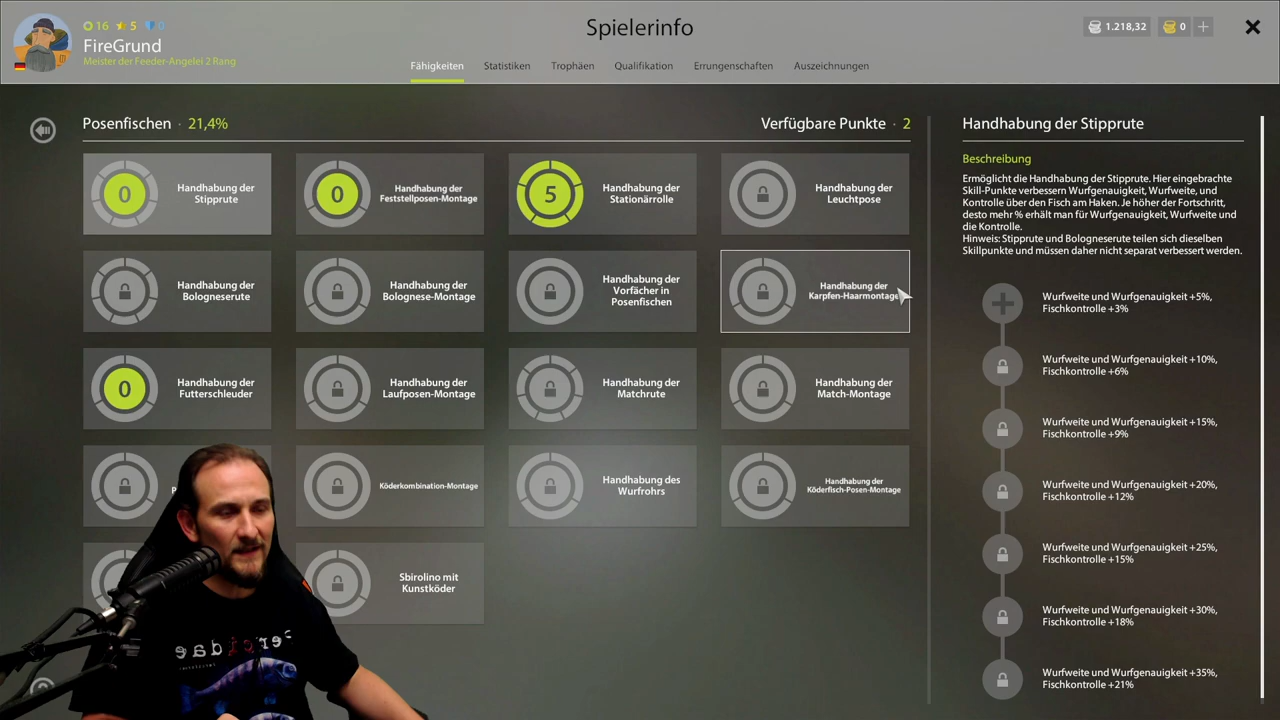 16 5 0
FireGrund
Meister der Feeder-Angelei 2 Rang
Spielerinfo
1.218,32
0
Fähigkeiten
Statistiken
Trophäen
Qualifikation
Errungenschaften
Auszeichnungen
Posenfischen · 21,4%
Verfügbare Punkte · 2
0
Handhabung der
Stipprute
0
Handhabung der
Feststellposen-Montage
5
Handhabung der
Stationärrolle
Handhabung der
Leuchtpose
Handhabung der
Bologneserute
Handhabung der
Bolognese-Montage
Handhabung der
Vorfächer in
Posenfischen
Handhabung der
Karpfen-Haarmontage
0
Handhabung der
Futterschleuder
Handhabung der
Laufposen-Montage
Handhabung der
Matchrute
Handhabung der
Match-Montage
Köderkombination-Montage
Handhabung des
Wurfrohrs
Handhabung der
Köderfisch-Posen-Montage
Sbirolino mit
Kunstköder
Handhabung der Stipprute
Beschreibung
Ermöglicht die Handhabung der Stipprute. Hier eingebrachte
Skill-Punkte verbessern Wurfgenauigkeit, Wurfweite, und
Kontrolle über den Fisch am Haken. Je höher der Fortschritt,
desto mehr % erhält man für Wurfgenauigkeit, Wurfweite und
die Kontrolle.
Hinweis: Stipprute und Bologneserute teilen sich dieselben
Skillpunkte und müssen daher nicht separat verbessert werden.
Wurfweite und Wurfgenauigkeit +5%,
Fischkontrolle +3%
Wurfweite und Wurfgenauigkeit +10%,
Fischkontrolle +6%
Wurfweite und Wurfgenauigkeit +15%,
Fischkontrolle +9%
Wurfweite und Wurfgenauigkeit +20%,
Fischkontrolle +12%
Wurfweite und Wurfgenauigkeit +25%,
Fischkontrolle +15%
Wurfweite und Wurfgenauigkeit +30%,
Fischkontrolle +18%
Wurfweite und Wurfgenauigkeit +35%,
Fischkontrolle +21%